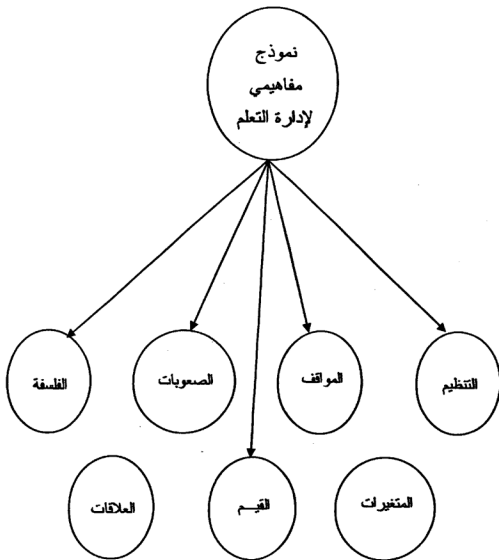 نموذج
مفاهيمي
لإدارة التعلم
التنظيم
المواقف
الصعوبات
الفلسفة
المتغيرات
القيـم
العلاقات